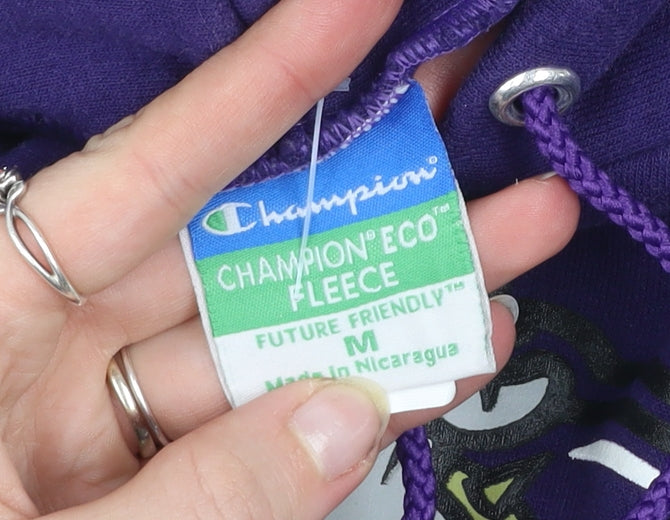 Champion®
CHAMPION® ECO™
FLEECE
FUTURE FRIENDLY™
M
Made in Nicaragua